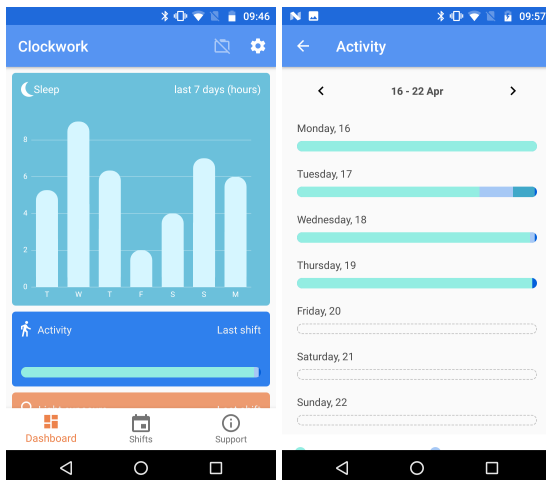 09:46
Clockwork
Sleep
last 7 days (hours)
8
6
4
2
0
T W T F S S M
Activity
Last shift
Dashboard
Shifts
Support
09:57
Activity
16 - 22 Apr
Monday, 16
Tuesday, 17
Wednesday, 18
Thursday, 19
Friday, 20
Saturday, 21
Sunday, 22